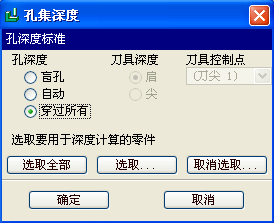 孔集深度
孔深度标准
孔深度 刀具深度 刀具控制点
盲孔 肩 (刀尖 1)
自动 尖
穿过所有
选取要用于深度计算的零件
选取全部 选取... 取消选取...
确定 取消